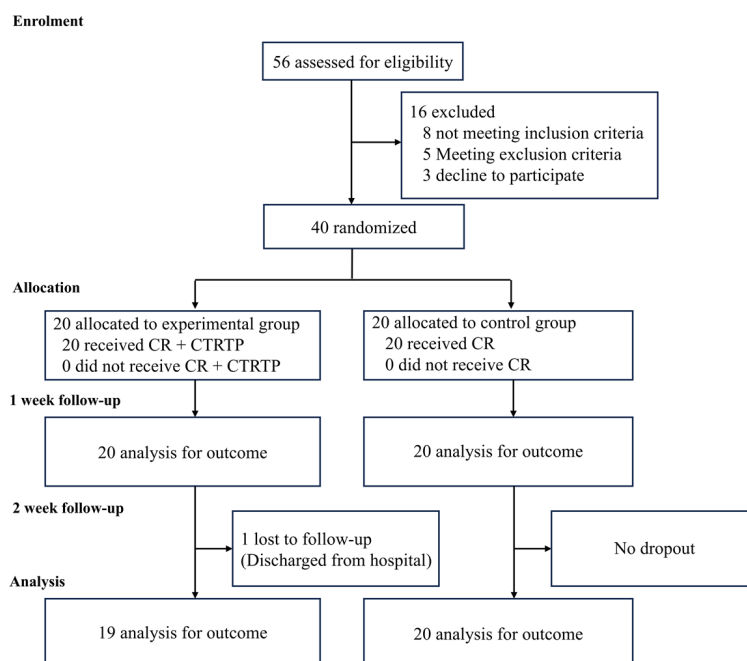 Enrolment
56 assessed for eligibility
16 excluded
8 not meeting inclusion criteria
5 Meeting exclusion criteria
3 decline to participate
40 randomized
Allocation
20 allocated to experimental group
20 received CR + CTRTP
0 did not receive CR + CTRTP
20 allocated to control group
20 received CR
0 did not receive CR
1 week follow-up
20 analysis for outcome
20 analysis for outcome
2 week follow-up
1 lost to follow-up
(Discharged from hospital)
No dropout
Analysis
19 analysis for outcome
20 analysis for outcome